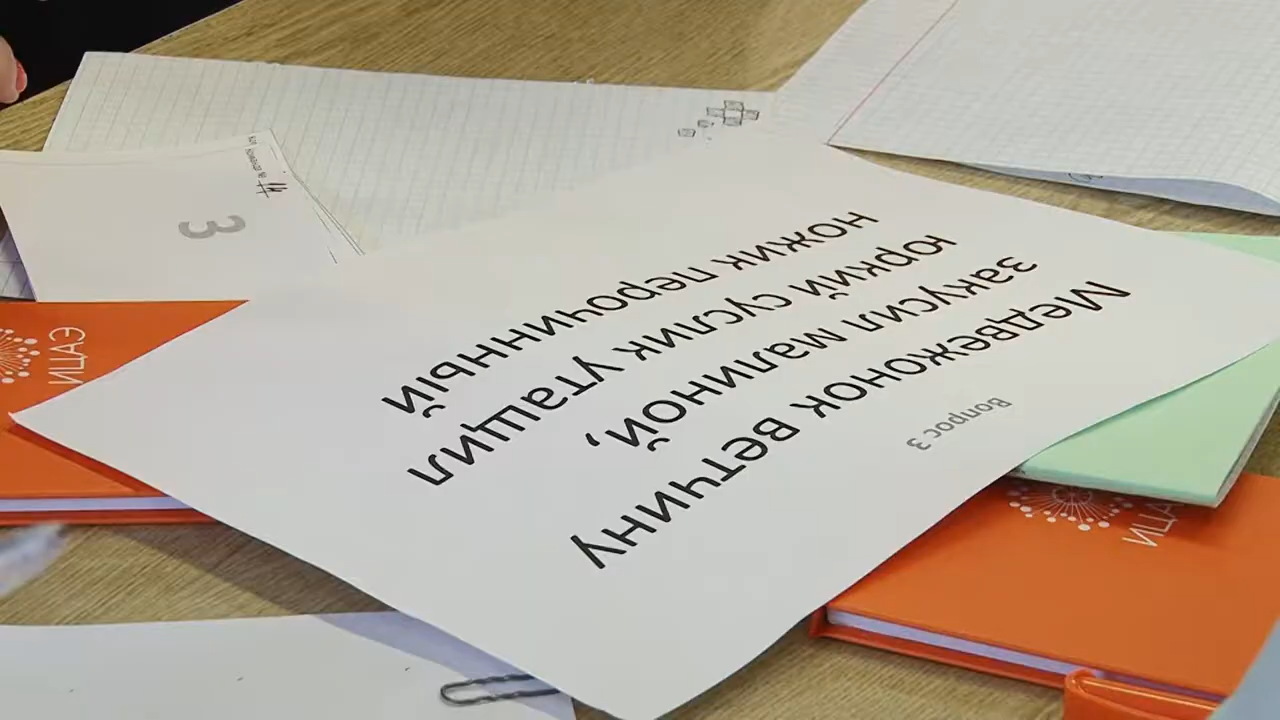 Вопрос 3
Медвежонок ветчину
закусил малиной,
юркий суслик утащил
ножик перочинный
3